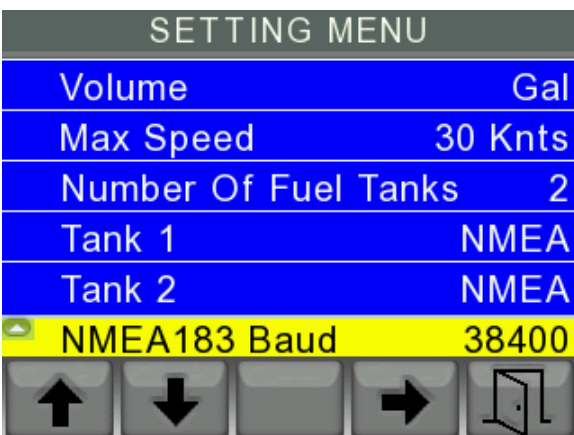 SETTING MENU
Volume Gal
Max Speed 30 Knts
Number Of Fuel Tanks 2
Tank 1 NMEA
Tank 2 NMEA
NMEA183 Baud 38400